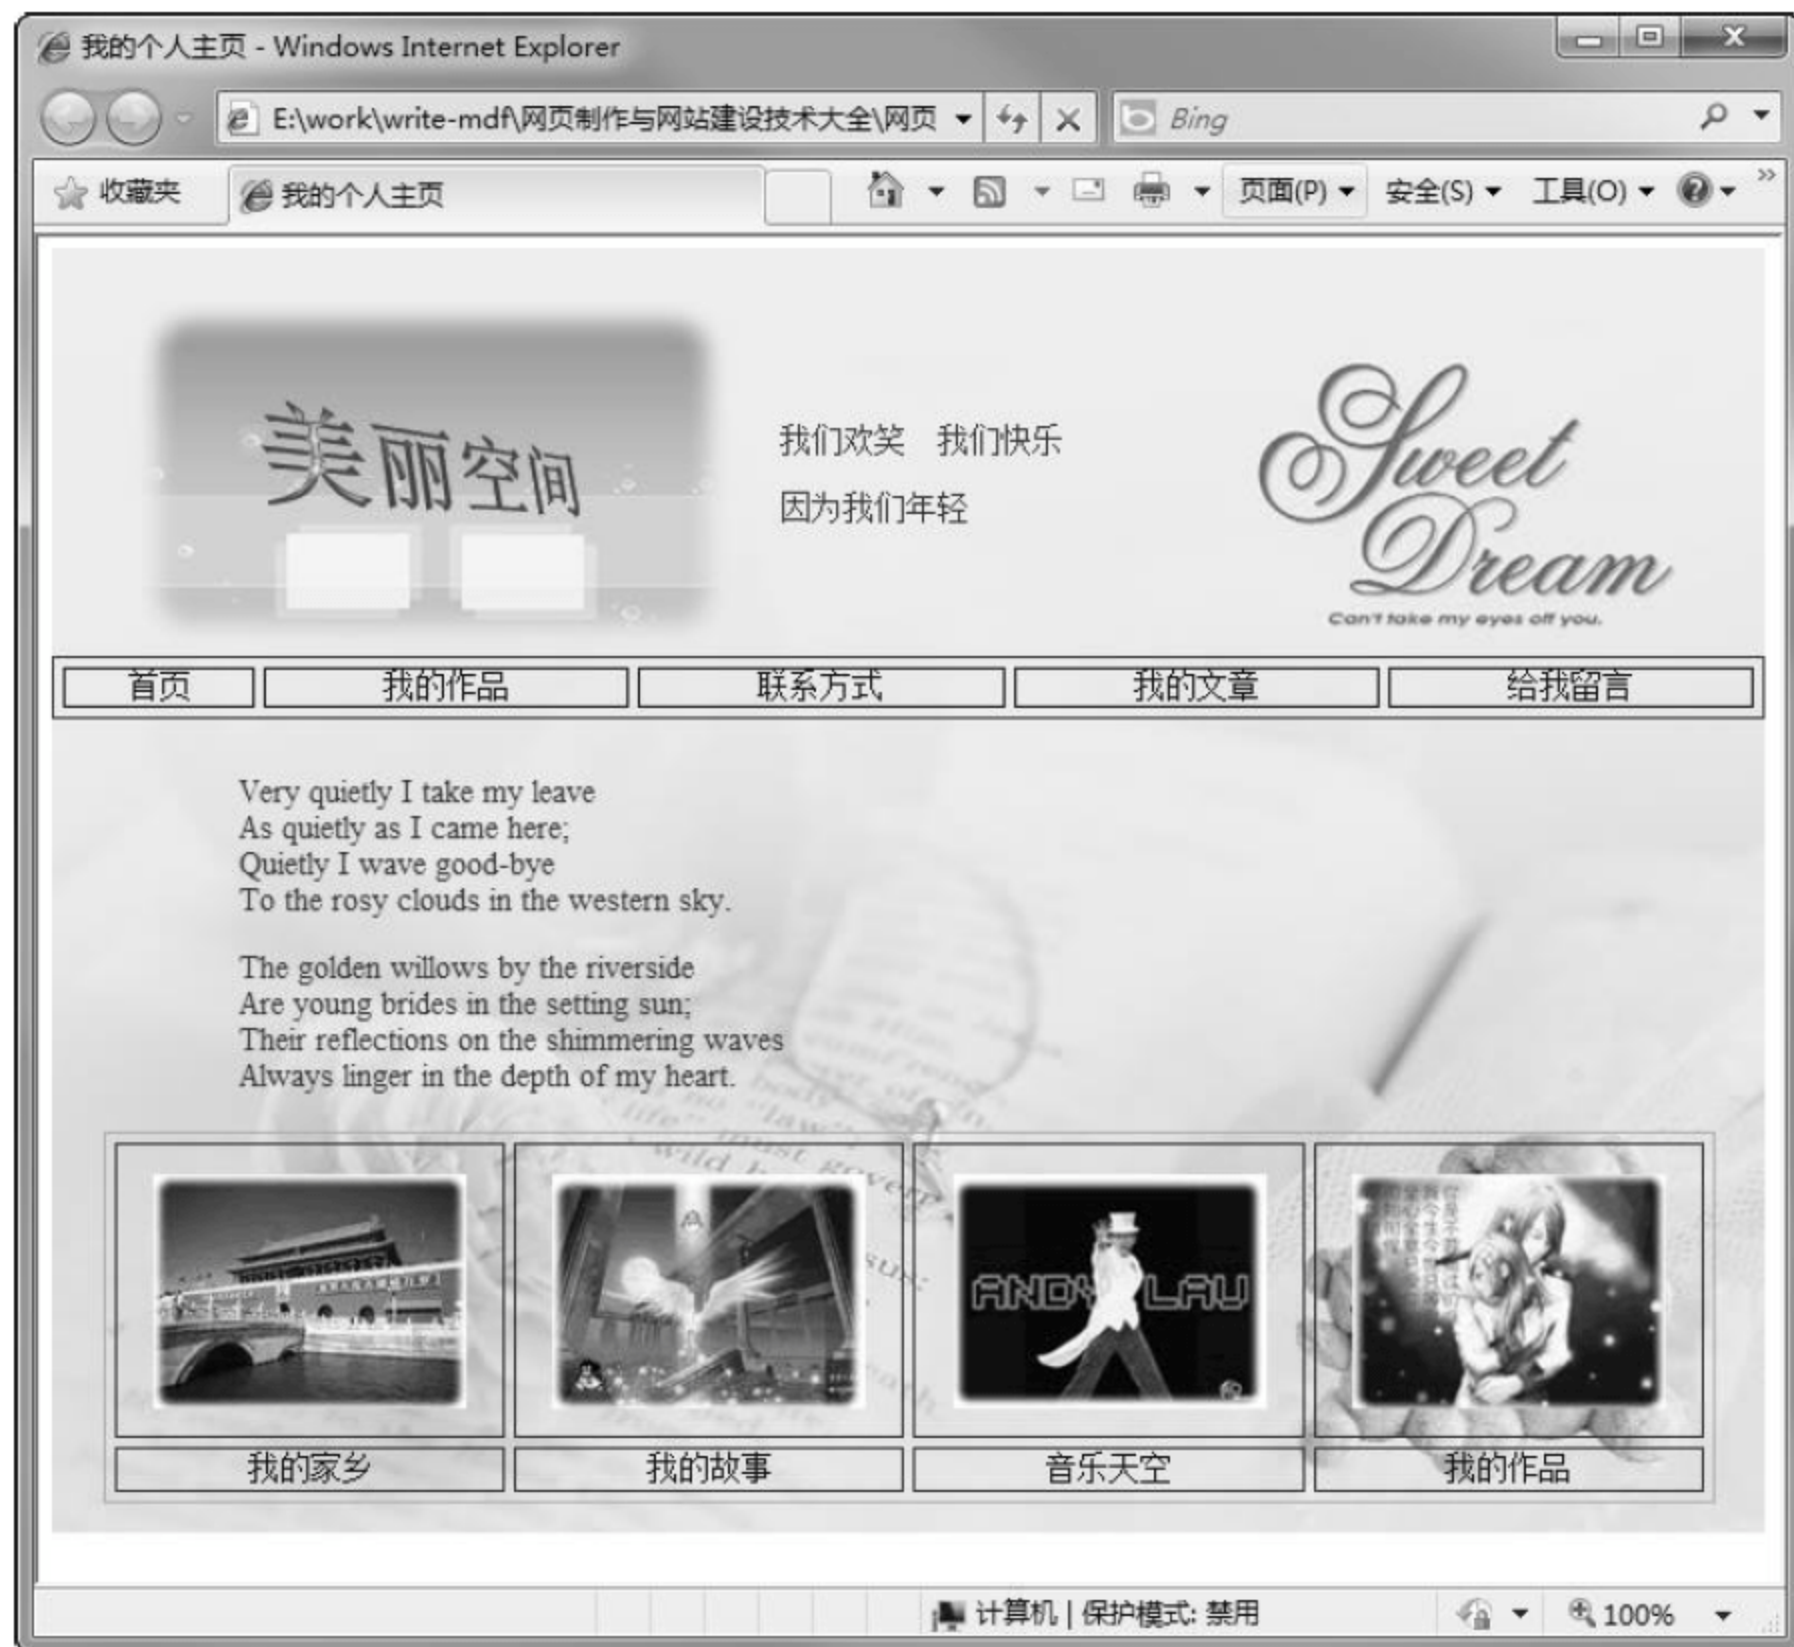 我的个人主页 - Windows Internet Explorer
E:\work\write-mdf\网页制作与网站建设技术大全\网页
Bing
收藏夹
我的个人主页
页面(P)
安全(S)
工具(O)
美丽空间
我们欢笑 我们快乐
因为我们年轻
Sweet
Dream
Can't take my eyes off you.
首页 我的作品 联系方式 我的文章 给我留言
Very quietly I take my leave
As quietly as I came here;
Quietly I wave good-bye
To the rosy clouds in the western sky.
The golden willows by the riverside
Are young brides in the setting sun;
Their reflections on the shimmering waves
Always linger in the depth of my heart.
ANDY LAU
我的家乡 我的故事 音乐天空 我的作品
计算机 | 保护模式: 禁用
100%